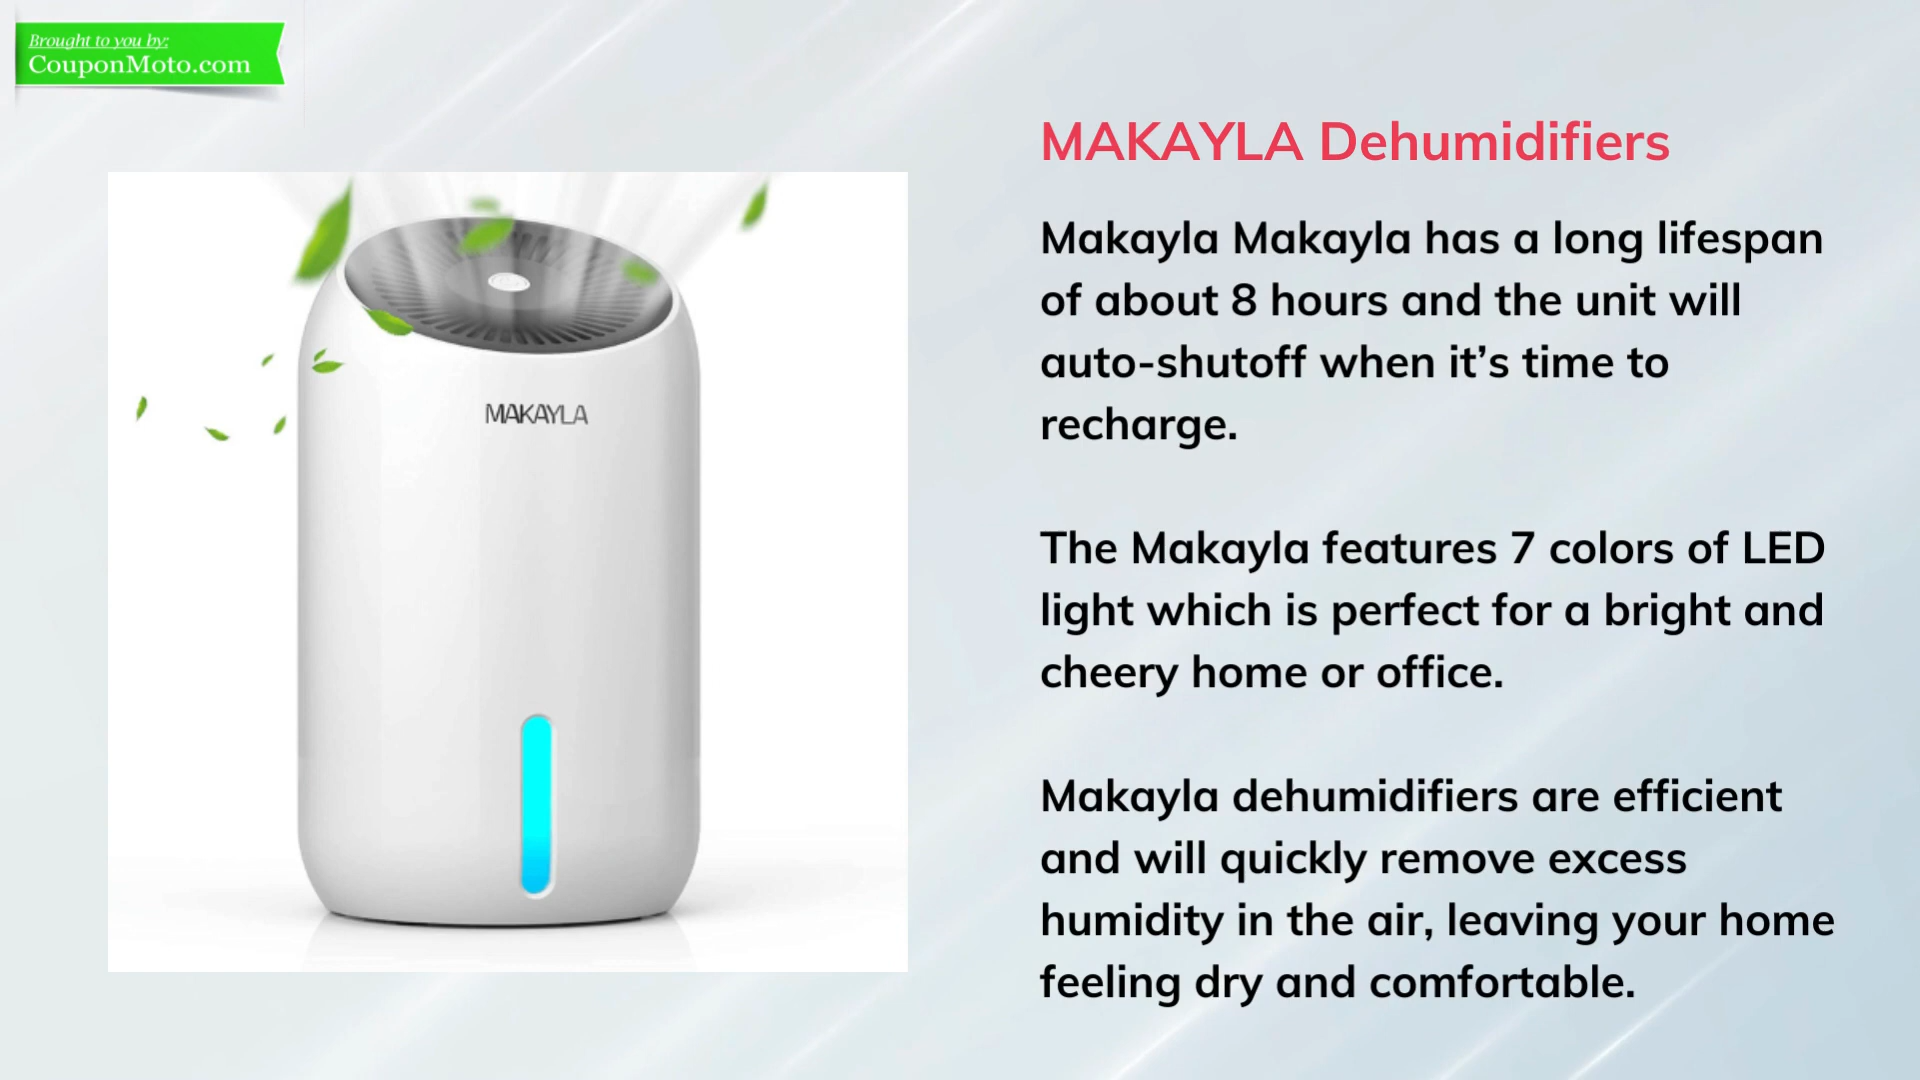 Brought to you by:
CouponMoto.com
MAKAYLA Dehumidifiers
Makayla Makayla has a long lifespan
of about 8 hours and the unit will
auto-shutoff when it’s time to
recharge.
The Makayla features 7 colors of LED
light which is perfect for a bright and
cheery home or office.
Makayla dehumidifiers are efficient
and will quickly remove excess
humidity in the air, leaving your home
feeling dry and comfortable.
MAKAYLA